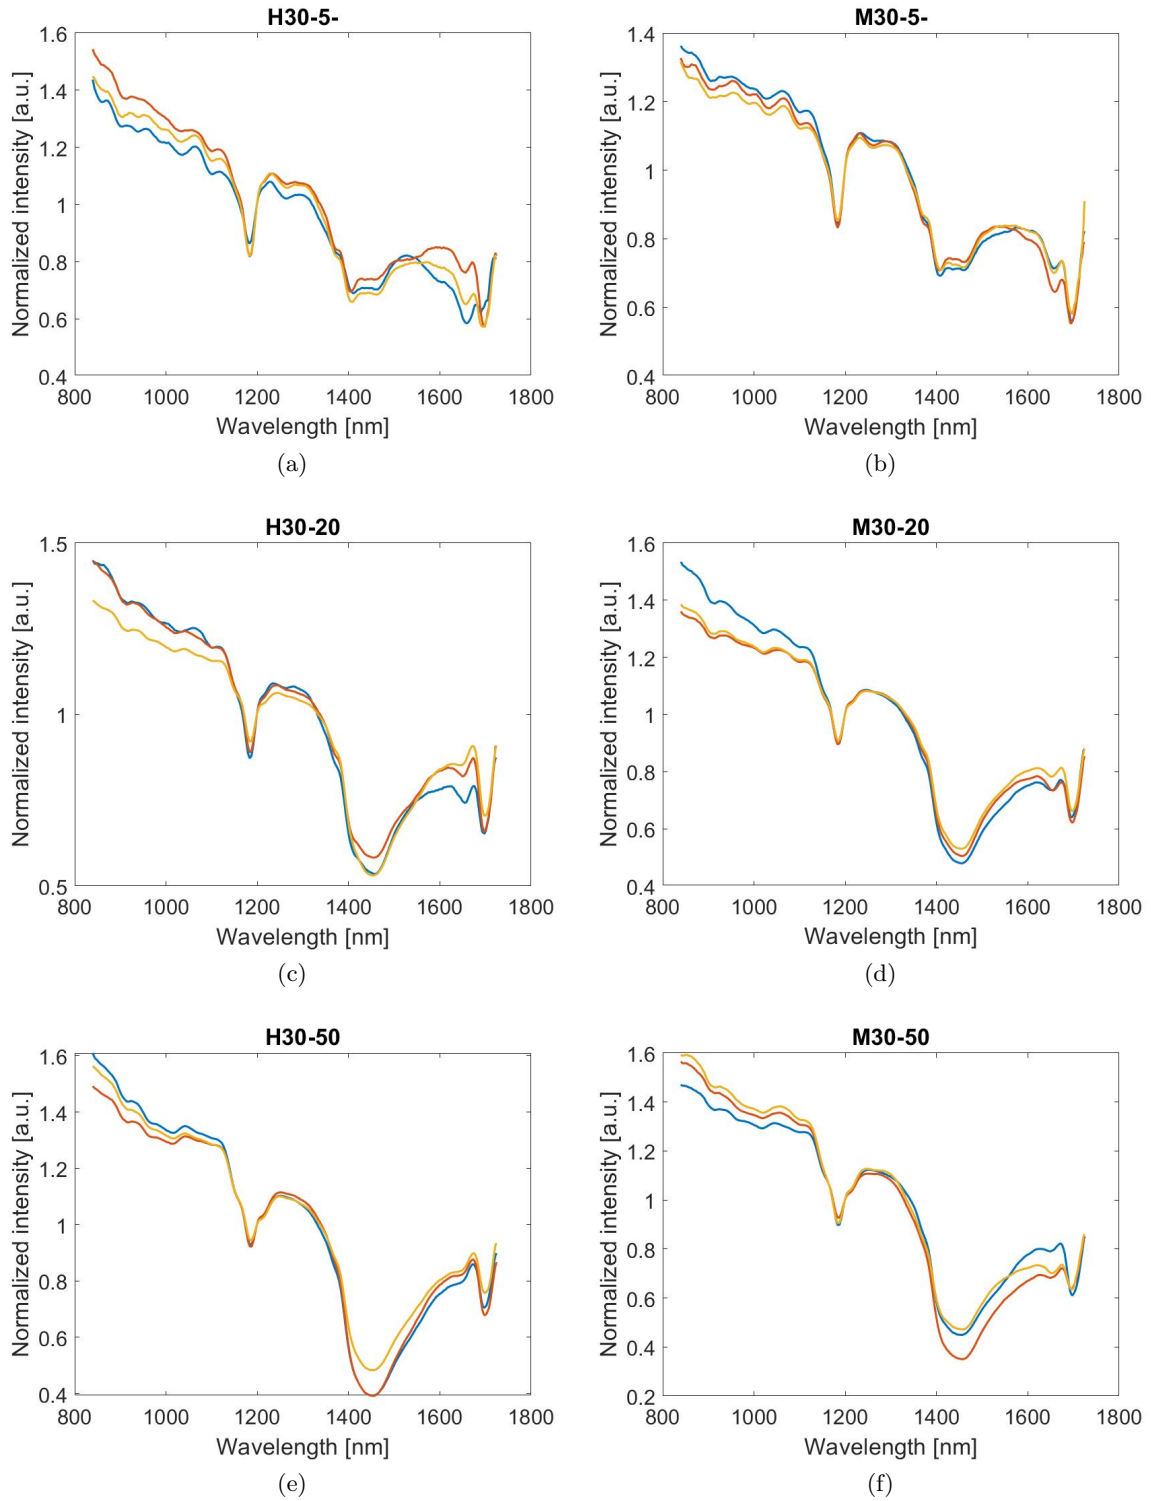 H30-5-
1.6
1.4
1.2
1
0.8
0.6
0.4
Normalized intensity [a.u.]
800 1000 1200 1400 1600 1800
Wavelength [nm]
(a)
M30-5-
1.4
1.2
1
0.8
0.6
0.4
Normalized intensity [a.u.]
800 1000 1200 1400 1600 1800
Wavelength [nm]
(b)
H30-20
1.5
1
0.5
Normalized intensity [a.u.]
800 1000 1200 1400 1600 1800
Wavelength [nm]
(c)
M30-20
1.6
1.4
1.2
1
0.8
0.6
0.4
Normalized intensity [a.u.]
800 1000 1200 1400 1600 1800
Wavelength [nm]
(d)
H30-50
1.6
1.4
1.2
1
0.8
0.6
0.4
Normalized intensity [a.u.]
800 1000 1200 1400 1600 1800
Wavelength [nm]
(e)
M30-50
1.6
1.4
1.2
1
0.8
0.6
0.4
0.2
Normalized intensity [a.u.]
800 1000 1200 1400 1600 1800
Wavelength [nm]
(f)